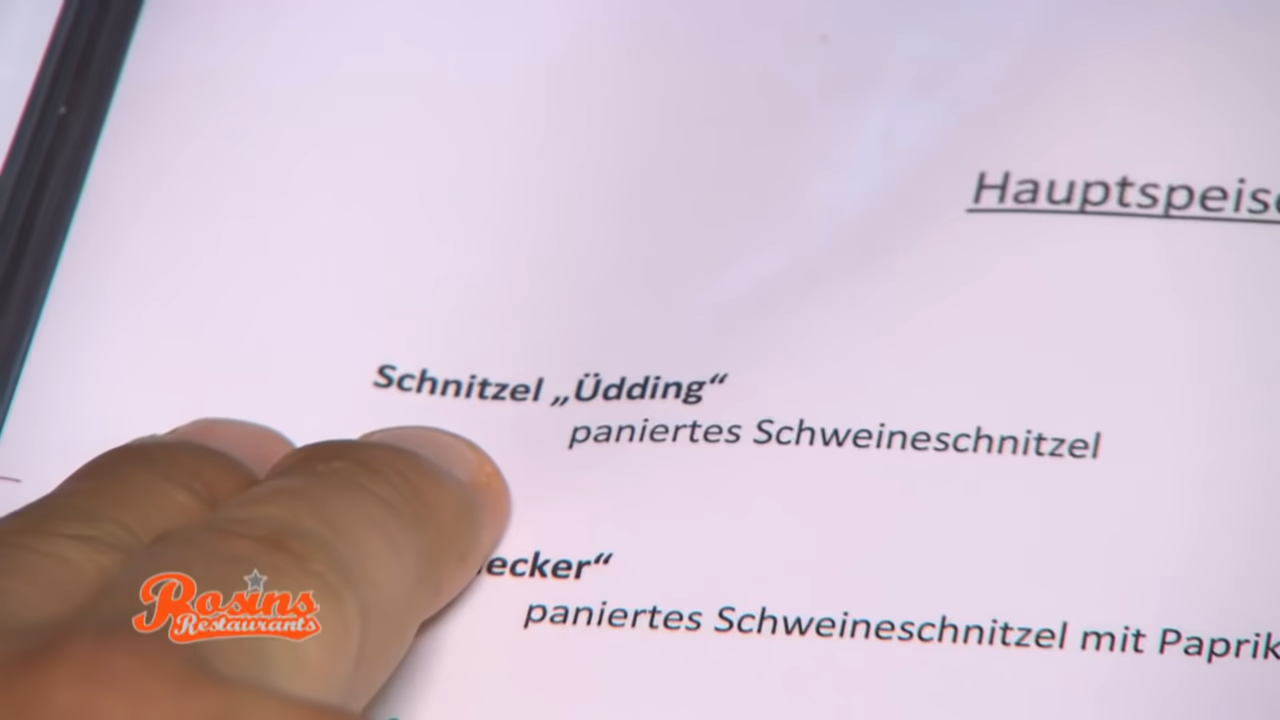 Hauptspeise
Schnitzel „Üdding“
paniertes Schweineschnitzel
ecker“
paniertes Schweineschnitzel mit Paprik
Rosins
Restaurants